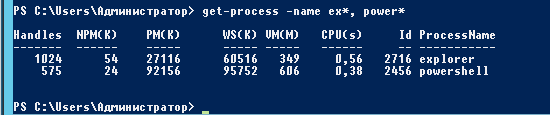 PS C:\Users\Администратор> get-process -name ex*, power*
Handles NPM(K) PM(K) WS(K) VM(M) CPU(s) Id ProcessName
------- ------ ----- ----- ----- ------ -- -----------
1024 54 27116 60516 349 0,56 2716 explorer
575 24 92156 95752 606 0,38 2456 powershell
PS C:\Users\Администратор> _